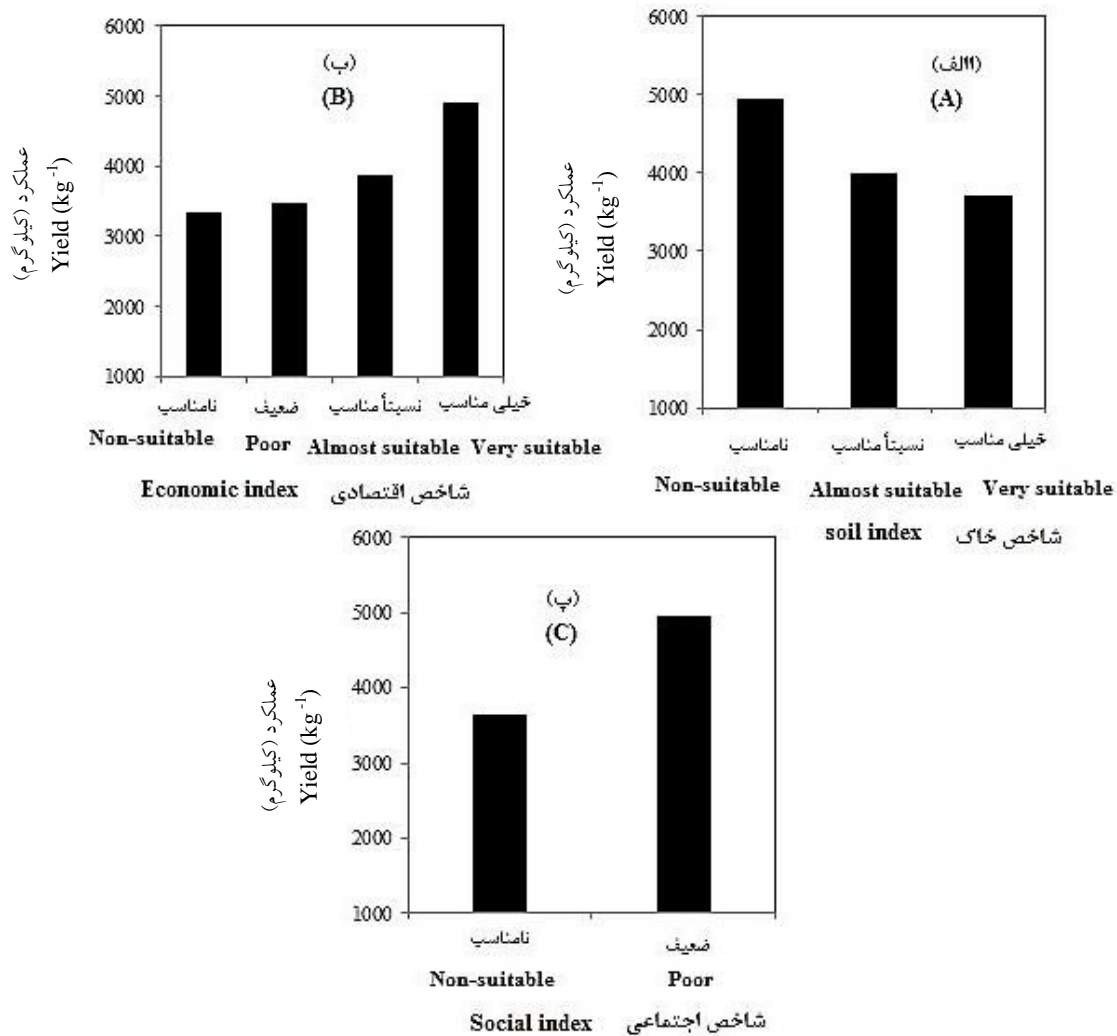 6000
5000
4000
3000
2000
1000
(ب)
(B)
عملکرد (کیلوگرم)
Yield (kg -1)
نامناسب
ضعیف
نسبتأ مناسب
خیلی مناسب
Non-suitable Poor Almost suitable Very suitable
Economic index شاخص اقتصادی
6000
5000
4000
3000
2000
1000
(االف)
(A)
عملکرد (کیلوگرم)
Yield (kg -1)
نامناسب
نسبتأ مناسب
خیلی مناسب
Non-suitable Almost suitable Very suitable
soil index شاخص خاک
6000
5000
4000
3000
2000
1000
(پ)
(C)
عملکرد (کیلوگرم)
Yield (kg -1)
نامناسب
ضعیف
Non-suitable Poor
Social index شاخص اجتماعی